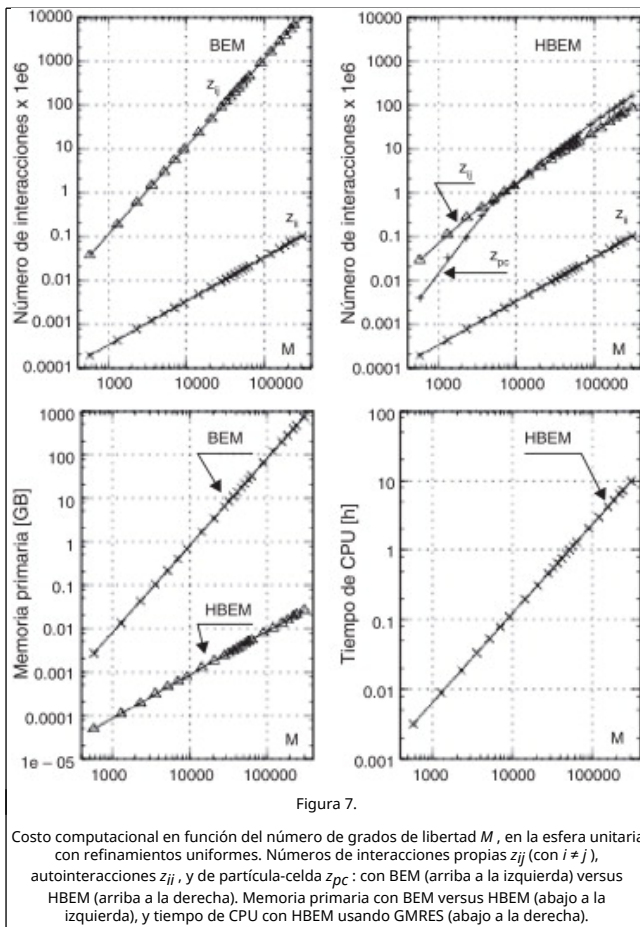 10000
1000
100
10
1
0.1
0.01
0.001
0.0001
Número de interacciones x 1e6
BEM
z_ij
z_ii
M
1000 10000 100000
10000
1000
100
10
1
0.1
0.01
0.001
0.0001
Número de interacciones x 1e6
HBEM
z_ij
z_pc
z_ii
M
1000 10000 100000
1000
100
10
1
0.1
0.01
0.001
0.0001
1e – 05
Memoria primaria [GB]
BEM
HBEM
M
1000 10000 100000
100
10
1
0.1
0.01
0.001
Tiempo de CPU [h]
HBEM
M
1000 10000 100000
Figura 7.
Costo computacional en función del número de grados de libertad M , en la esfera unitaria
con refinamientos uniformes. Números de interacciones propias zij (con i ≠ j ),
autointeracciones zii , y de partícula-celda zpc : con BEM (arriba a la izquierda) versus
HBEM (arriba a la derecha). Memoria primaria con BEM versus HBEM (abajo a la
izquierda), y tiempo de CPU con HBEM usando GMRES (abajo a la derecha).